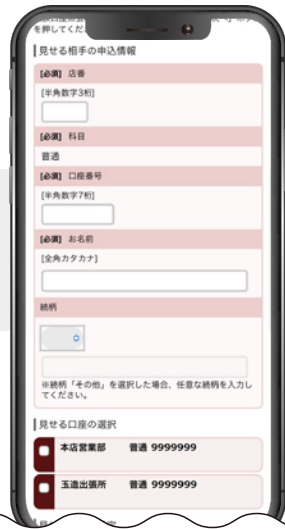 を押してくだ
見せる相手の申込情報
[必須] 店番
[半角数字3桁]
[必須] 科目
普通
[必須] 口座番号
[半角数字7桁]
[必須] お名前
[全角カタカナ]
続柄
※続柄「その他」を選択した場合、任意な続柄を入力し
てください。
見せる口座の選択
本店営業部 普通 9999999
玉造出張所 普通 9999999